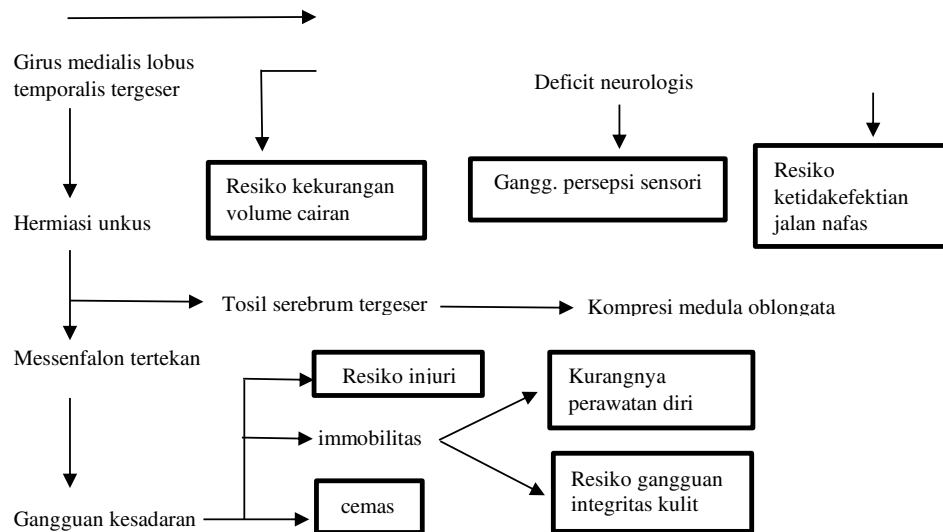 Girus medialis lobus
temporalis tergeser
Deficit neurologis
Resiko kekurangan
volume cairan
Gangg. persepsi sensori
Resiko
ketidakefektian
jalan nafas
Hermiasi unkus
Tosil serebrum tergeser
Kompresi medula oblongata
Messenfalon tertekan
Resiko injuri
Kurangnya
perawatan diri
immobilitas
Resiko gangguan
integritas kulit
Gangguan kesadaran
cemas